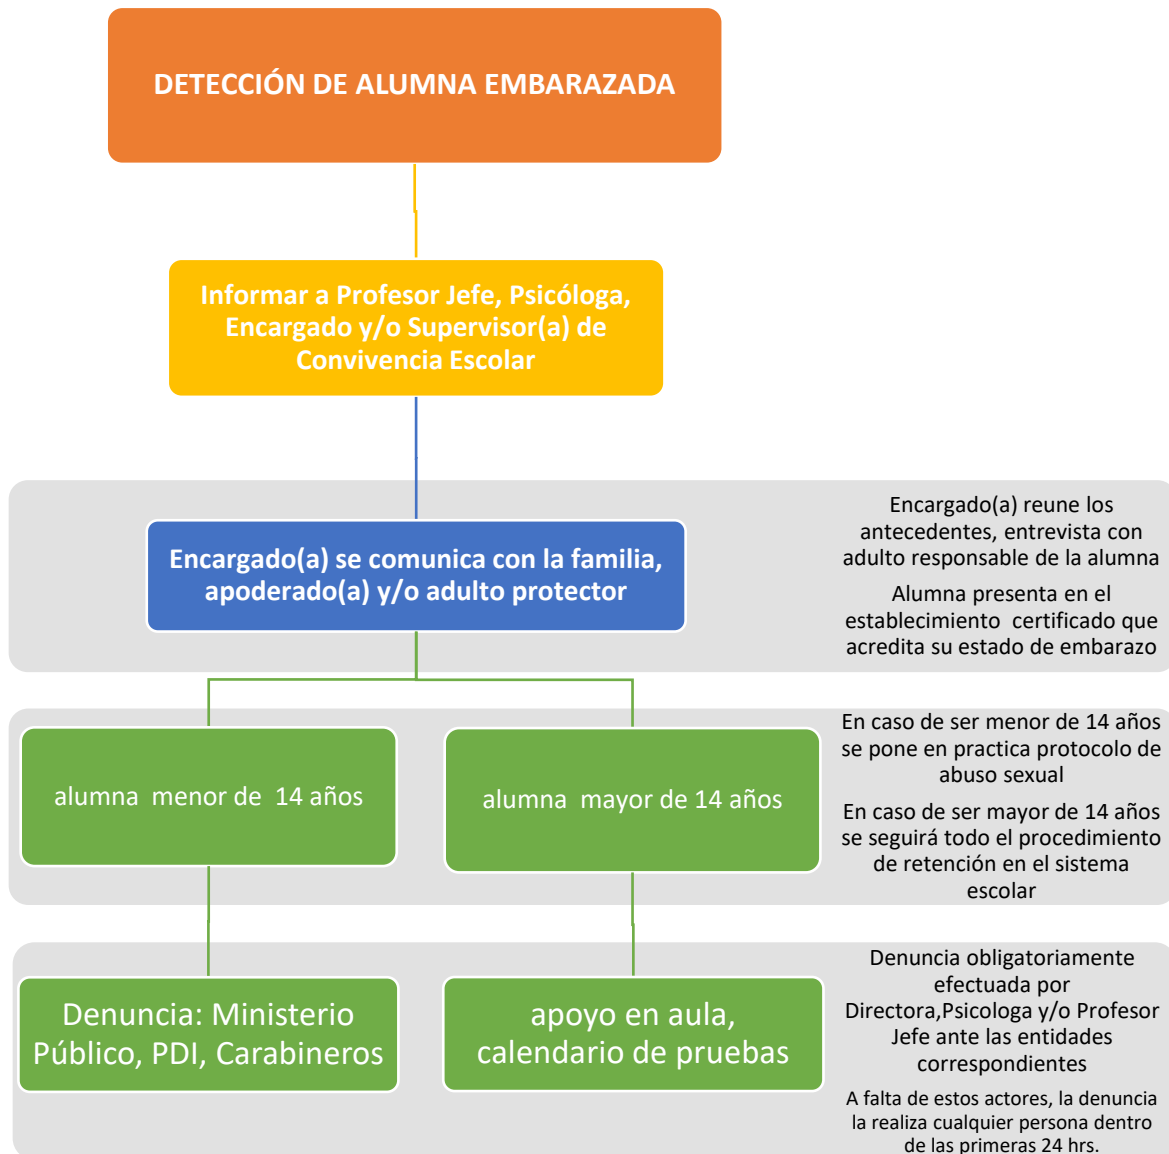 DETECCIÓN DE ALUMNA EMBARAZADA
Informar a Profesor Jefe, Psicóloga,
Encargado y/o Supervisor(a) de
Convivencia Escolar
Encargado(a) se comunica con la familia,
apoderado(a) y/o adulto protector
Encargado(a) reune los
antecedentes, entrevista con
adulto responsable de la alumna
Alumna presenta en el
establecimiento certificado que
acredita su estado de embarazo
alumna menor de 14 años
alumna mayor de 14 años
En caso de ser menor de 14 años
se pone en practica protocolo de
abuso sexual
En caso de ser mayor de 14 años
se seguirá todo el procedimiento
de retención en el sistema
escolar
Denuncia: Ministerio
Público, PDI, Carabineros
apoyo en aula,
calendario de pruebas
Denuncia obligatoriamente
efectuada por
Directora,Psicologa y/o Profesor
Jefe ante las entidades
correspondientes
A falta de estos actores, la denuncia
la realiza cualquier persona dentro
de las primeras 24 hrs.